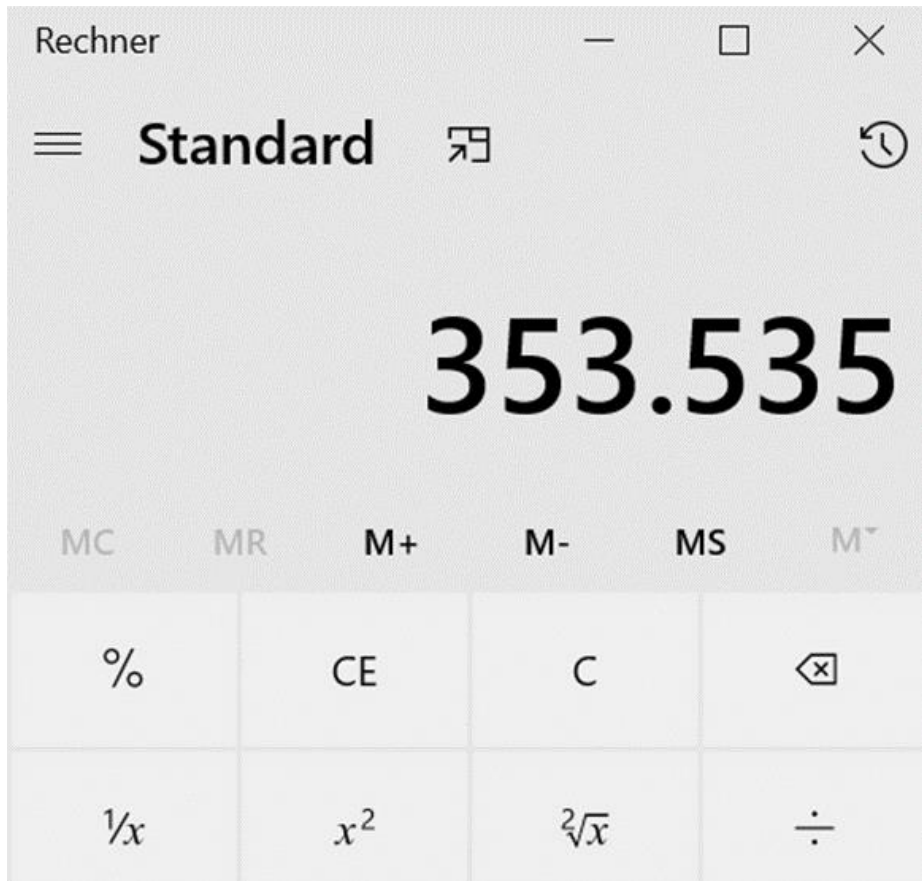 Rechner
Standard
353.535
MC MR M+ M- MS M
% CE C
¹/x x² ²√x ÷